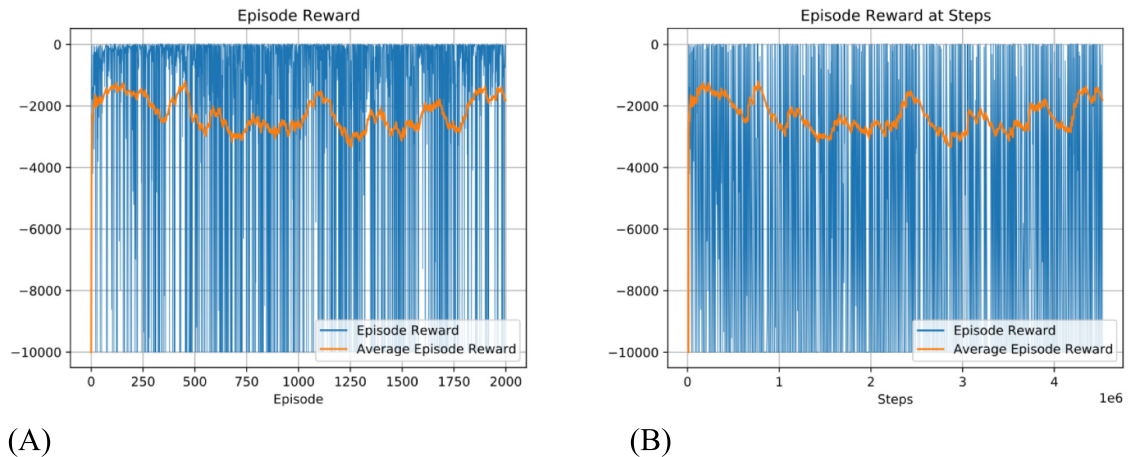 Episode Reward
0
−2000
−4000
−6000
−8000
−10000
Episode Reward
Average Episode Reward
0 250 500 750 1000 1250 1500 1750 2000
Episode
(A)
Episode Reward at Steps
0
−2000
−4000
−6000
−8000
−10000
Episode Reward
Average Episode Reward
0 1 2 3 4
1e6
Steps
(B)